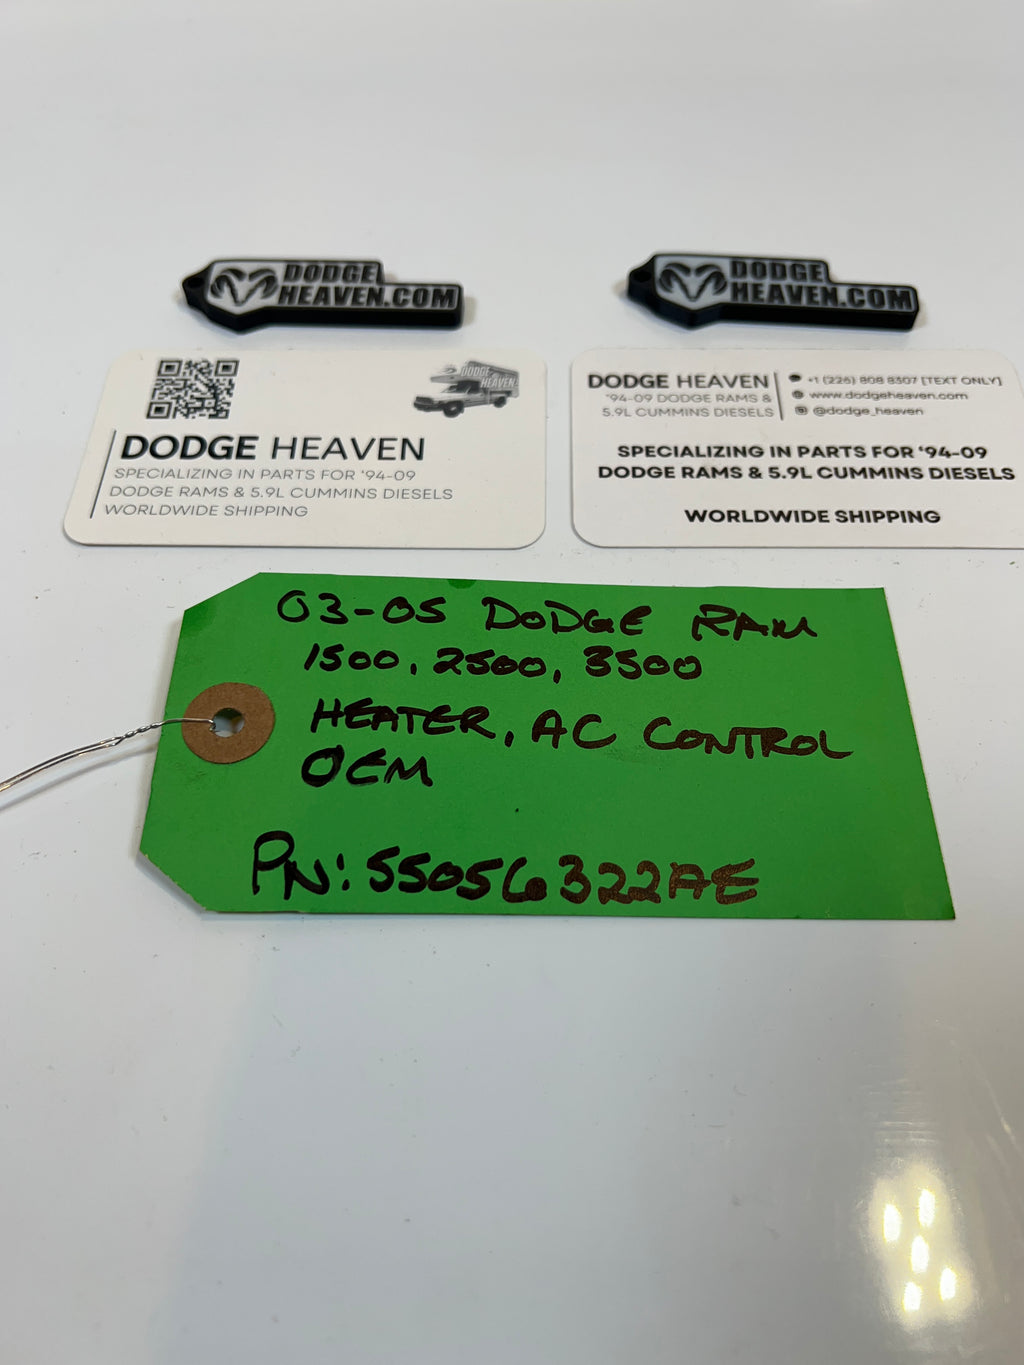 DODGE
HEAVEN.COM
DODGE
HEAVEN.COM
DODGE
HEAVEN
DODGE HEAVEN
SPECIALIZING IN PARTS FOR '94-09
DODGE RAMS & 5.9L CUMMINS DIESELS
WORLDWIDE SHIPPING
DODGE HEAVEN
'94-09 DODGE RAMS &
5.9L CUMMINS DIESELS
+1 (226) 808 8307 [TEXT ONLY]
www.dodgeheaven.com
@dodge_heaven
SPECIALIZING IN PARTS FOR '94-09
DODGE RAMS & 5.9L CUMMINS DIESELS
WORLDWIDE SHIPPING
03-05 DODGE RAM
1500, 2500, 3500
HEATER, AC CONTROL
OEM
PN: 55056322AE